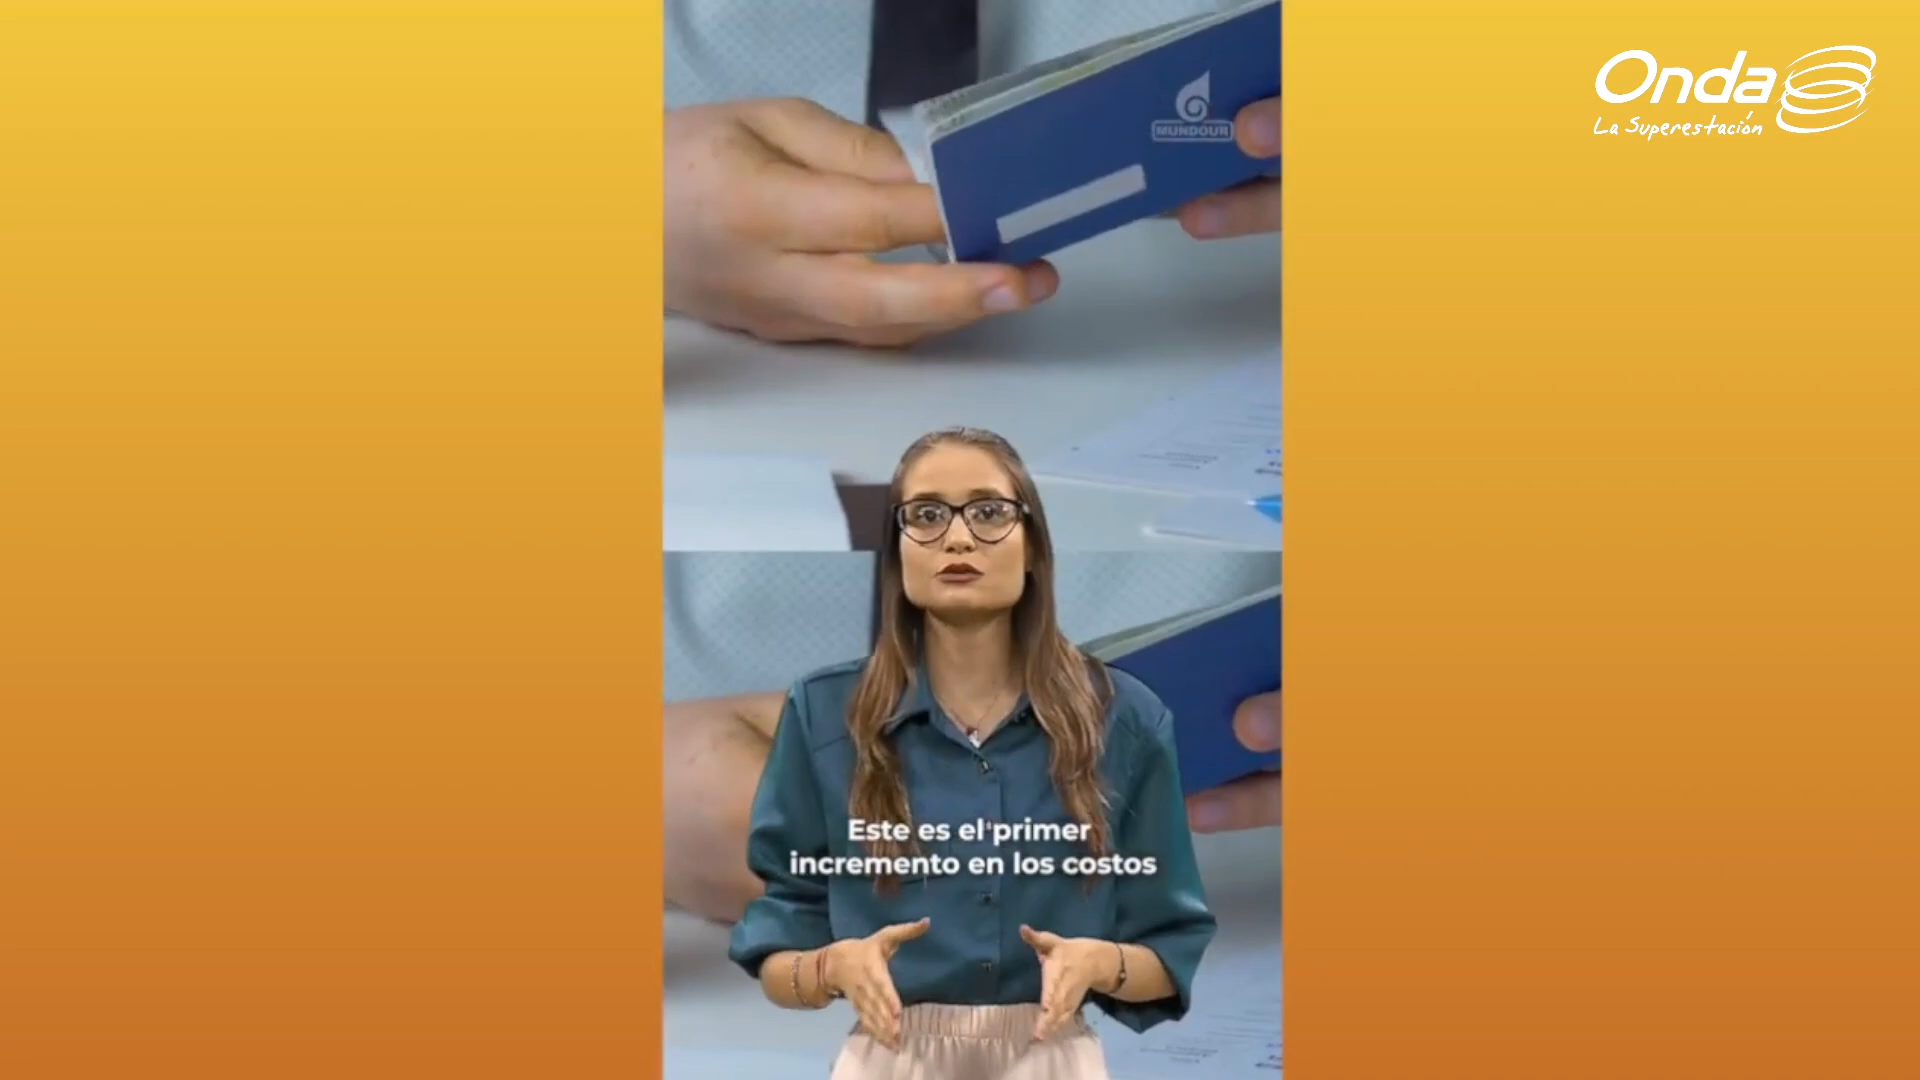 Onda
La Superestación
MUNDOUR
Este es el primer
incremento en los costos